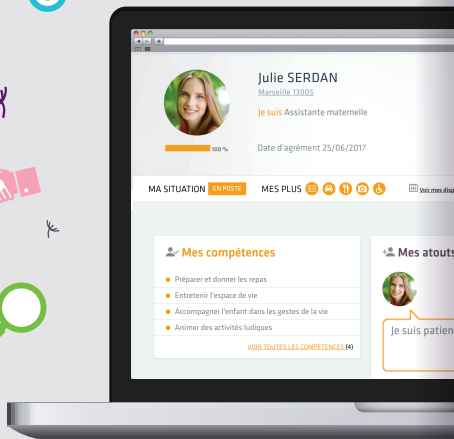 Julie SERDAN
Marseille 13005
Je suis Assistante maternelle
100 %
Date d'agrément 25/06/2017
MA SITUATION EN POSTE MES PLUS Voir mes disp
Mes compétences
Préparer et donner les repas
Entretenir l'espace de vie
Accompagner l'enfant dans les gestes de la vie
Animer des activités ludiques
VOIR TOUTES LES COMPÉTENCES (4)
Mes atouts
Je suis patien